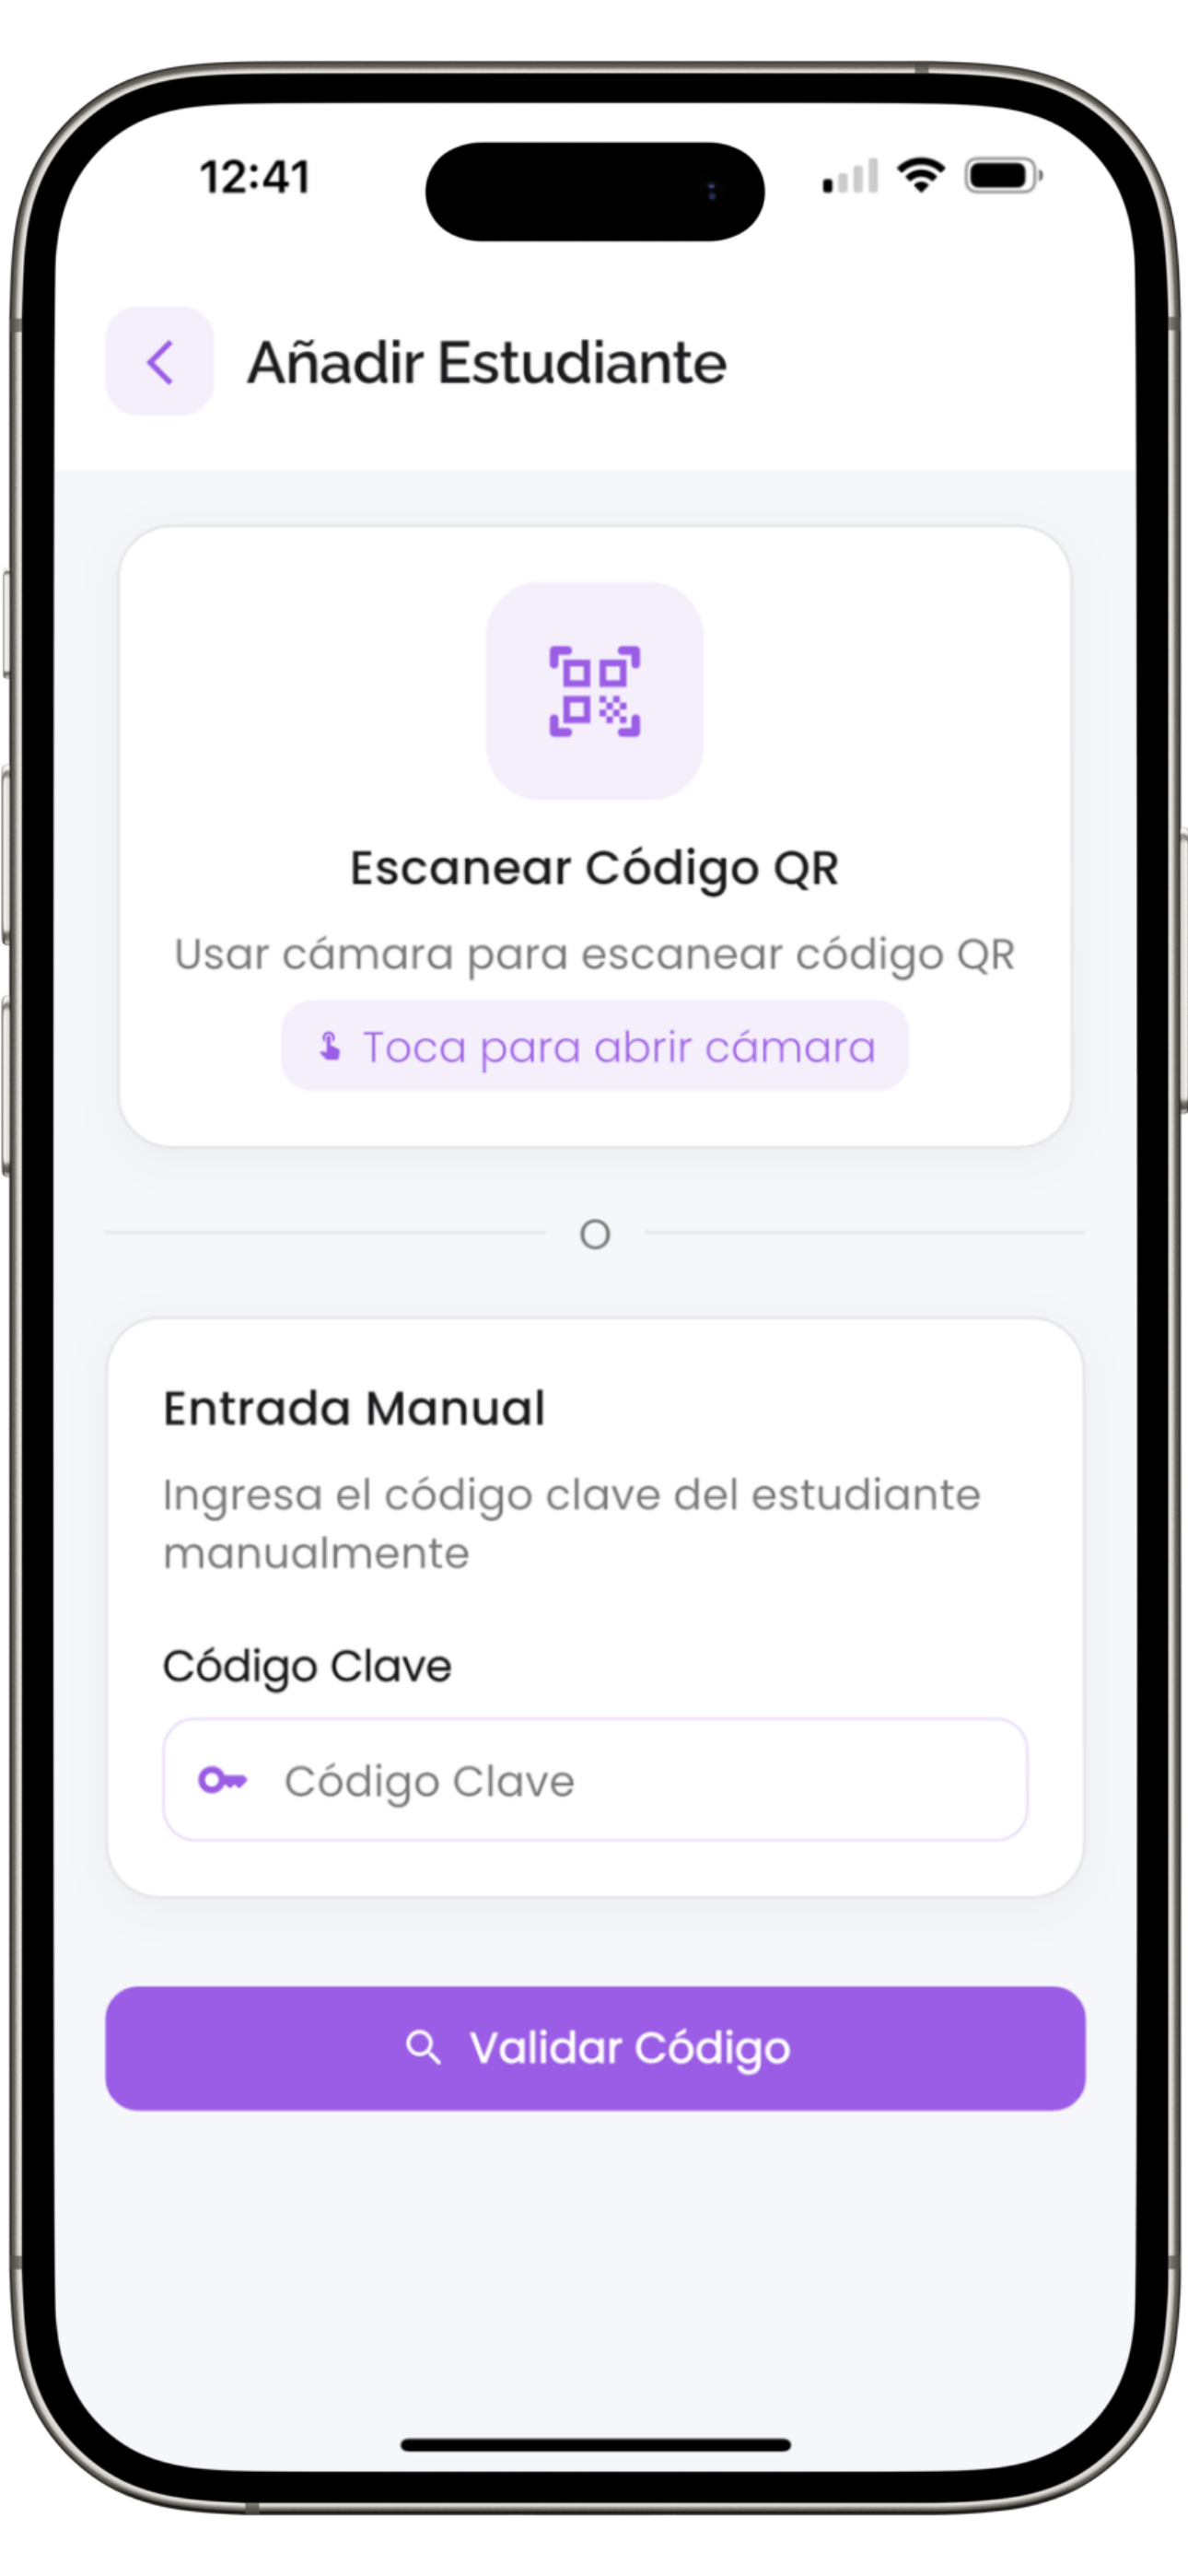 12:41
Añadir Estudiante
Escanear Código QR
Usar cámara para escanear código QR
Toca para abrir cámara
O
Entrada Manual
Ingresa el código clave del estudiante
manualmente
Código Clave
Código Clave
Validar Código